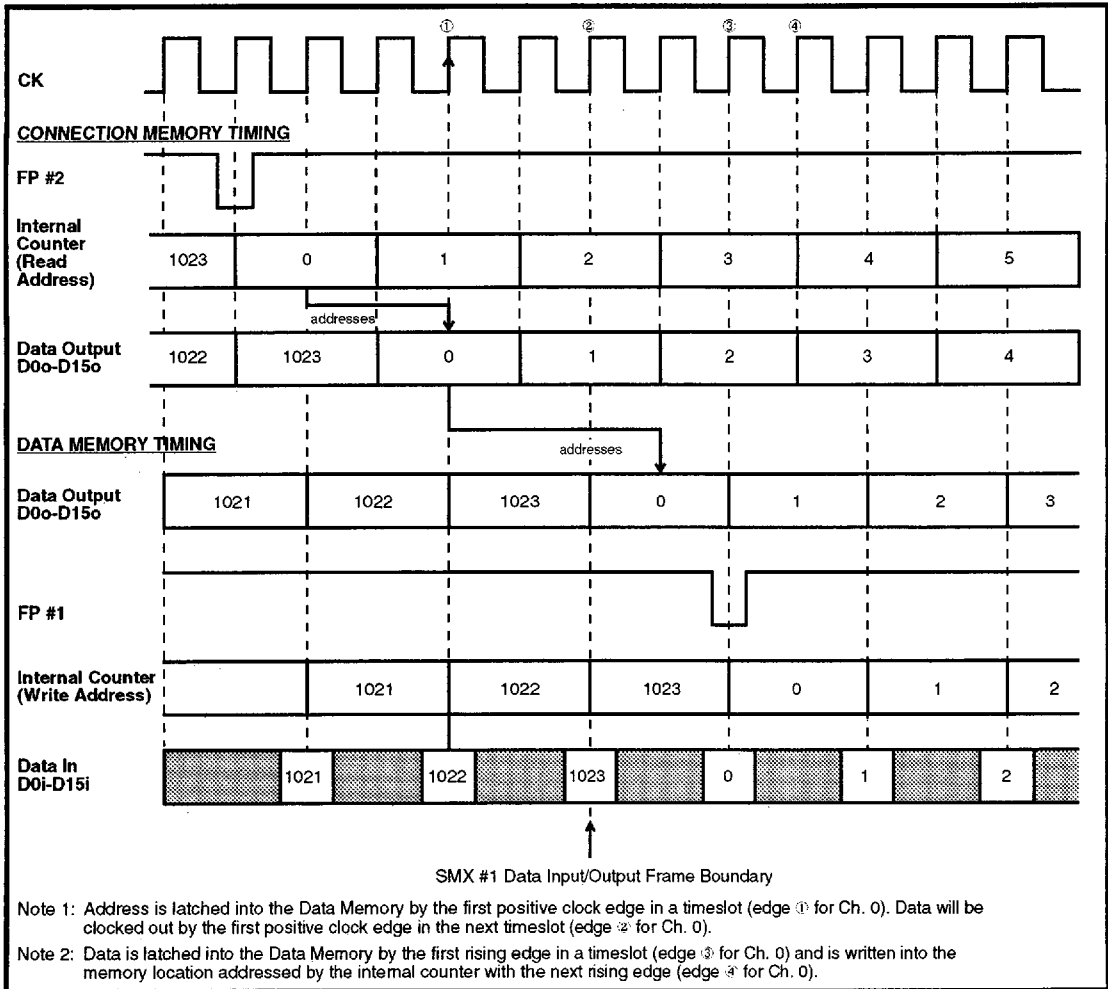 ① ② ③ ④
CK
CONNECTION MEMORY TIMING
FP #2
Internal
Counter
(Read
Address)
1023 0 1 2 3 4 5
addresses
Data Output
D0o-D15o
1022 1023 0 1 2 3 4
DATA MEMORY TIMING
addresses
Data Output
D0o-D15o
1021 1022 1023 0 1 2 3
FP #1
Internal Counter
(Write Address)
1021 1022 1023 0 1 2
Data In
D0i-D15i
1021 1022 1023 0 1 2
SMX #1 Data Input/Output Frame Boundary
Note 1: Address is latched into the Data Memory by the first positive clock edge in a timeslot (edge ① for Ch. 0). Data will be
clocked out by the first positive clock edge in the next timeslot (edge ② for Ch. 0).
Note 2: Data is latched into the Data Memory by the first rising edge in a timeslot (edge ③ for Ch. 0) and is written into the
memory location addressed by the internal counter with the next rising edge (edge ④ for Ch. 0).